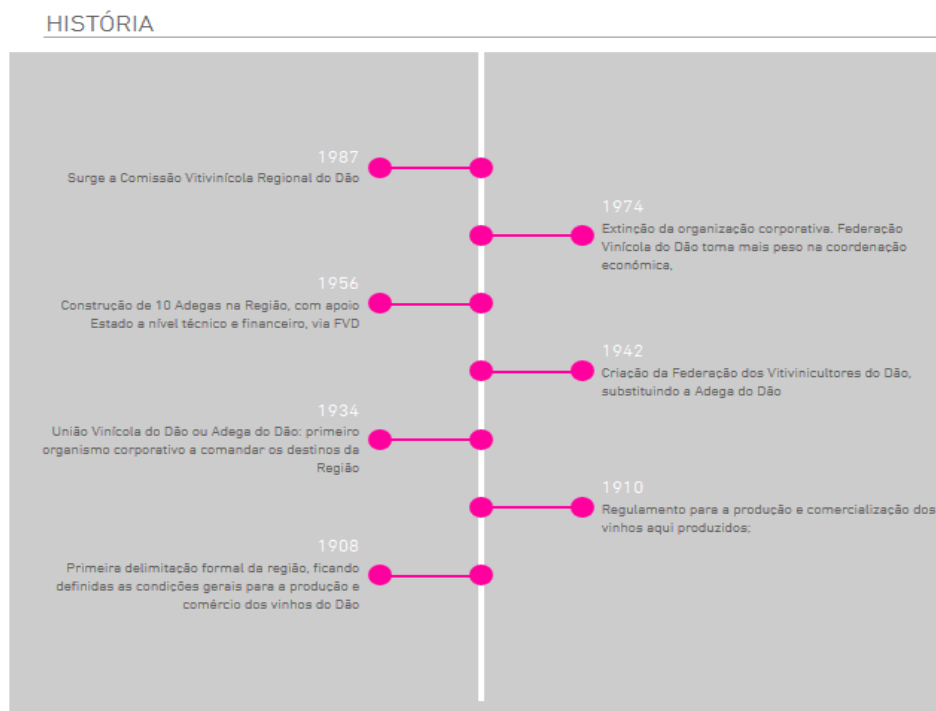 HISTÓRIA
1987
Surge a Comissão Vitivinícola Regional do Dão
1974
Extinção da organização corporativa. Federação
Vinícola do Dão toma mais peso na coordenação
económica,
1956
Construção de 10 Adegas na Região, com apoio
Estado a nível técnico e financeiro, via FVD
1942
Criação da Federação dos Vitivinicultores do Dão,
substituindo a Adega do Dão
1934
União Vinícola do Dão ou Adega do Dão: primeiro
organismo corporativo a comandar os destinos da
Região
1910
Regulamento para a produção e comercialização dos
vinhos aqui produzidos;
1908
Primeira delimitação formal da região, ficando
definidas as condições gerais para a produção e
comércio dos vinhos do Dão